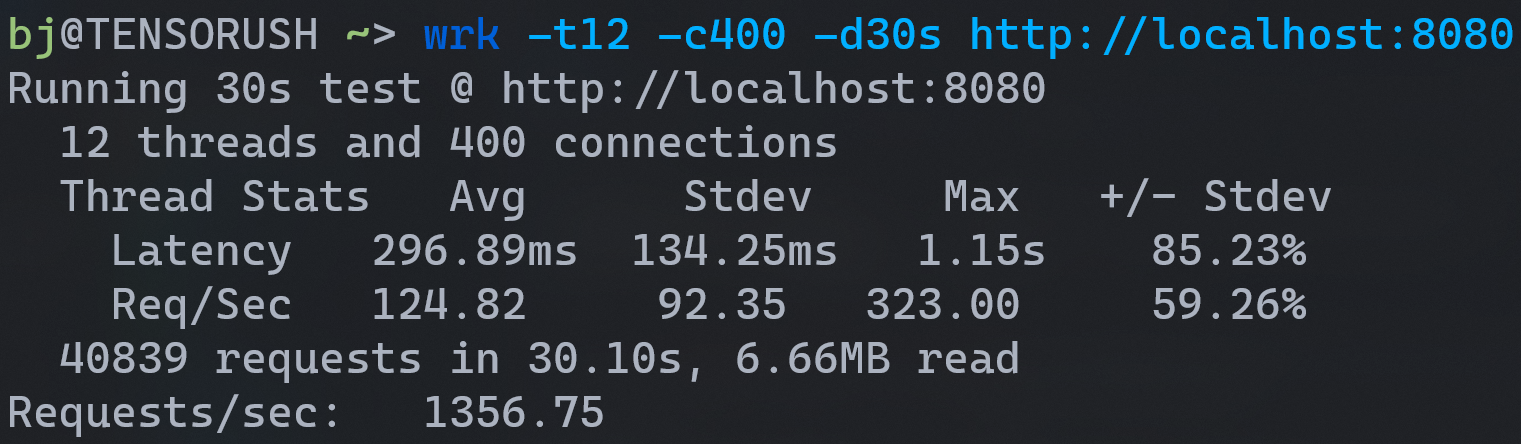 bj@TENSORUSH ~> wrk -t12 -c400 -d30s http://localhost:8080
Running 30s test @ http://localhost:8080
  12 threads and 400 connections
  Thread Stats   Avg      Stdev     Max   +/- Stdev
    Latency   296.89ms  134.25ms   1.15s    85.23%
    Req/Sec   124.82     92.35   323.00     59.26%
  40839 requests in 30.10s, 6.66MB read
Requests/sec:   1356.75